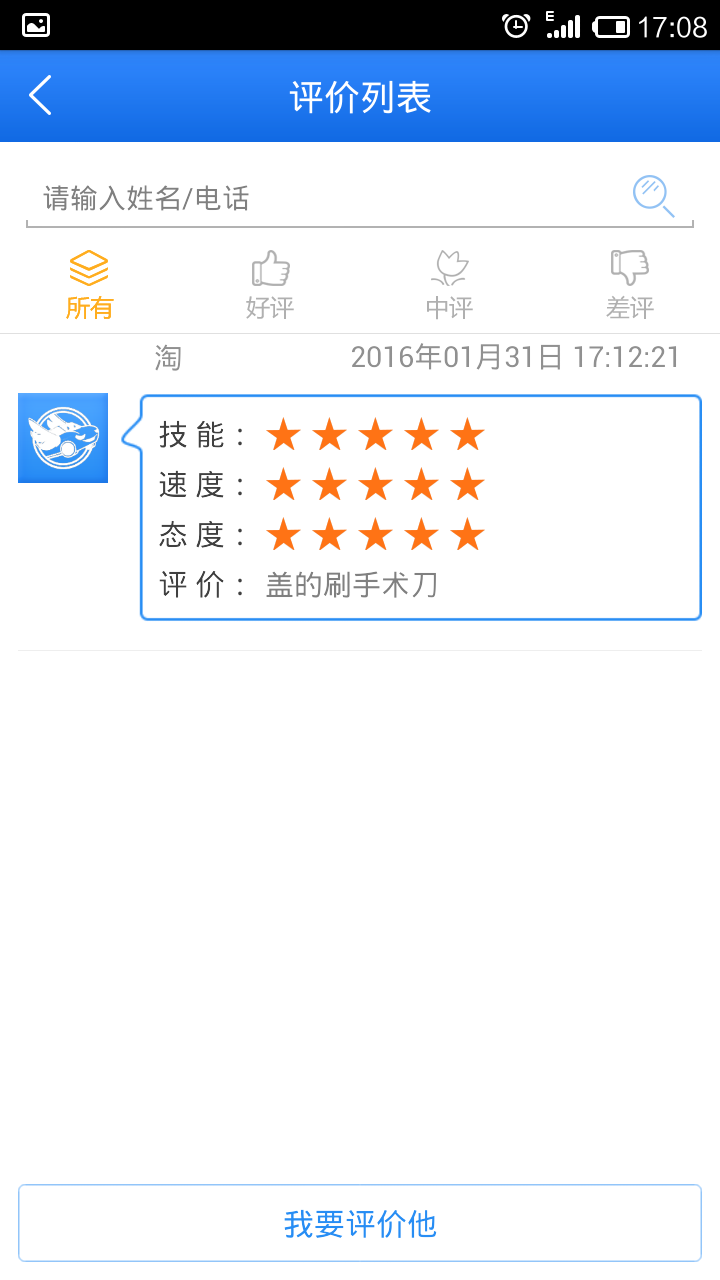 E 17:08
评价列表
请输入姓名/电话
所有 好评 中评 差评
淘 2016年01月31日 17:12:21
技能：
速度：
态度：
评价： 盖的刷手术刀
我要评价他